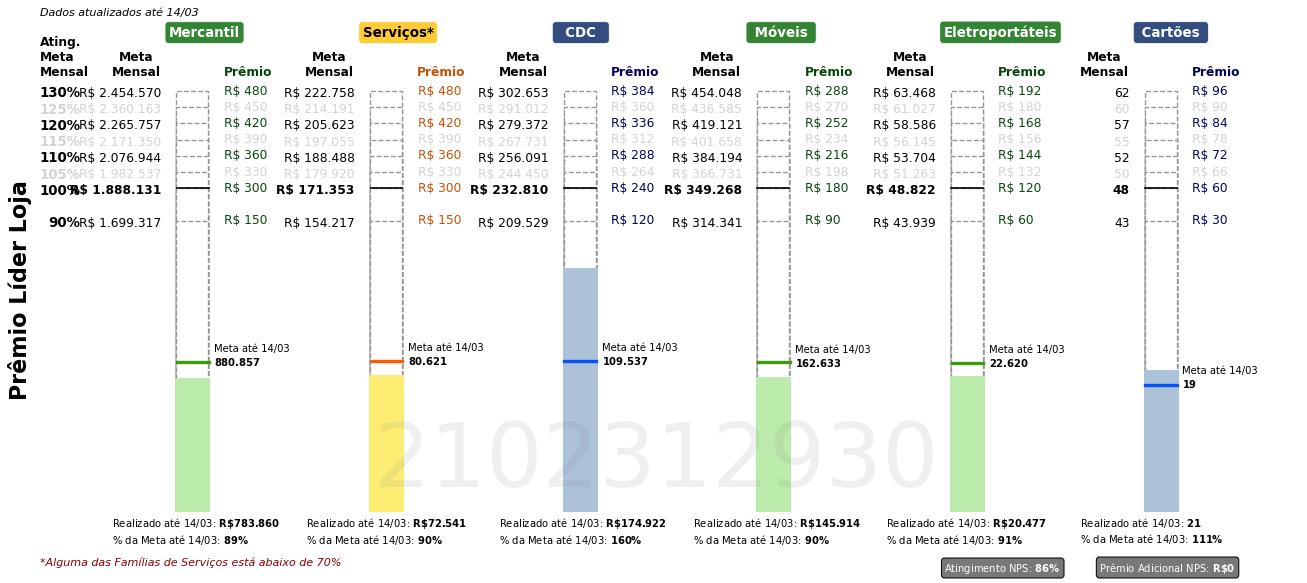 Dados atualizados até 14/03
Mercantil Serviços* CDC Móveis Eletroportáteis Cartões
Ating.
Meta Meta Meta Meta Meta Meta Meta
Mensal Mensal Prêmio Mensal Prêmio Mensal Prêmio Mensal Prêmio Mensal Prêmio Mensal Prêmio
130% R$ 2.454.570 R$ 480 R$ 222.758 R$ 480 R$ 302.653 R$ 384 R$ 454.048 R$ 288 R$ 63.468 R$ 192 62 R$ 96
125% R$ 2.360.163 R$ 450 R$ 214.191 R$ 450 R$ 291.012 R$ 360 R$ 436.585 R$ 270 R$ 61.027 R$ 180 60 R$ 90
120% R$ 2.265.757 R$ 420 R$ 205.623 R$ 420 R$ 279.372 R$ 336 R$ 419.121 R$ 252 R$ 58.586 R$ 168 57 R$ 84
115% R$ 2.171.350 R$ 390 R$ 197.055 R$ 390 R$ 267.731 R$ 312 R$ 401.658 R$ 234 R$ 56.145 R$ 156 55 R$ 78
110% R$ 2.076.944 R$ 360 R$ 188.488 R$ 360 R$ 256.091 R$ 288 R$ 384.194 R$ 216 R$ 53.704 R$ 144 52 R$ 72
105% R$ 1.982.537 R$ 330 R$ 179.920 R$ 330 R$ 244.450 R$ 264 R$ 366.731 R$ 198 R$ 51.263 R$ 132 50 R$ 66
100% R$ 1.888.131 R$ 300 R$ 171.353 R$ 300 R$ 232.810 R$ 240 R$ 349.268 R$ 180 R$ 48.822 R$ 120 48 R$ 60
90% R$ 1.699.317 R$ 150 R$ 154.217 R$ 150 R$ 209.529 R$ 120 R$ 314.341 R$ 90 R$ 43.939 R$ 60 43 R$ 30
Prêmio Líder Loja
Meta até 14/03 Meta até 14/03 Meta até 14/03 Meta até 14/03 Meta até 14/03 Meta até 14/03
880.857 80.621 109.537 162.633 22.620 19
2102312930
Realizado até 14/03: R$783.860 Realizado até 14/03: R$72.541 Realizado até 14/03: R$174.922 Realizado até 14/03: R$145.914 Realizado até 14/03: R$20.477 Realizado até 14/03: 21
% da Meta até 14/03: 89% % da Meta até 14/03: 90% % da Meta até 14/03: 160% % da Meta até 14/03: 90% % da Meta até 14/03: 91% % da Meta até 14/03: 111%
*Alguma das Famílias de Serviços está abaixo de 70% Atingimento NPS: 86% Prêmio Adicional NPS: R$0